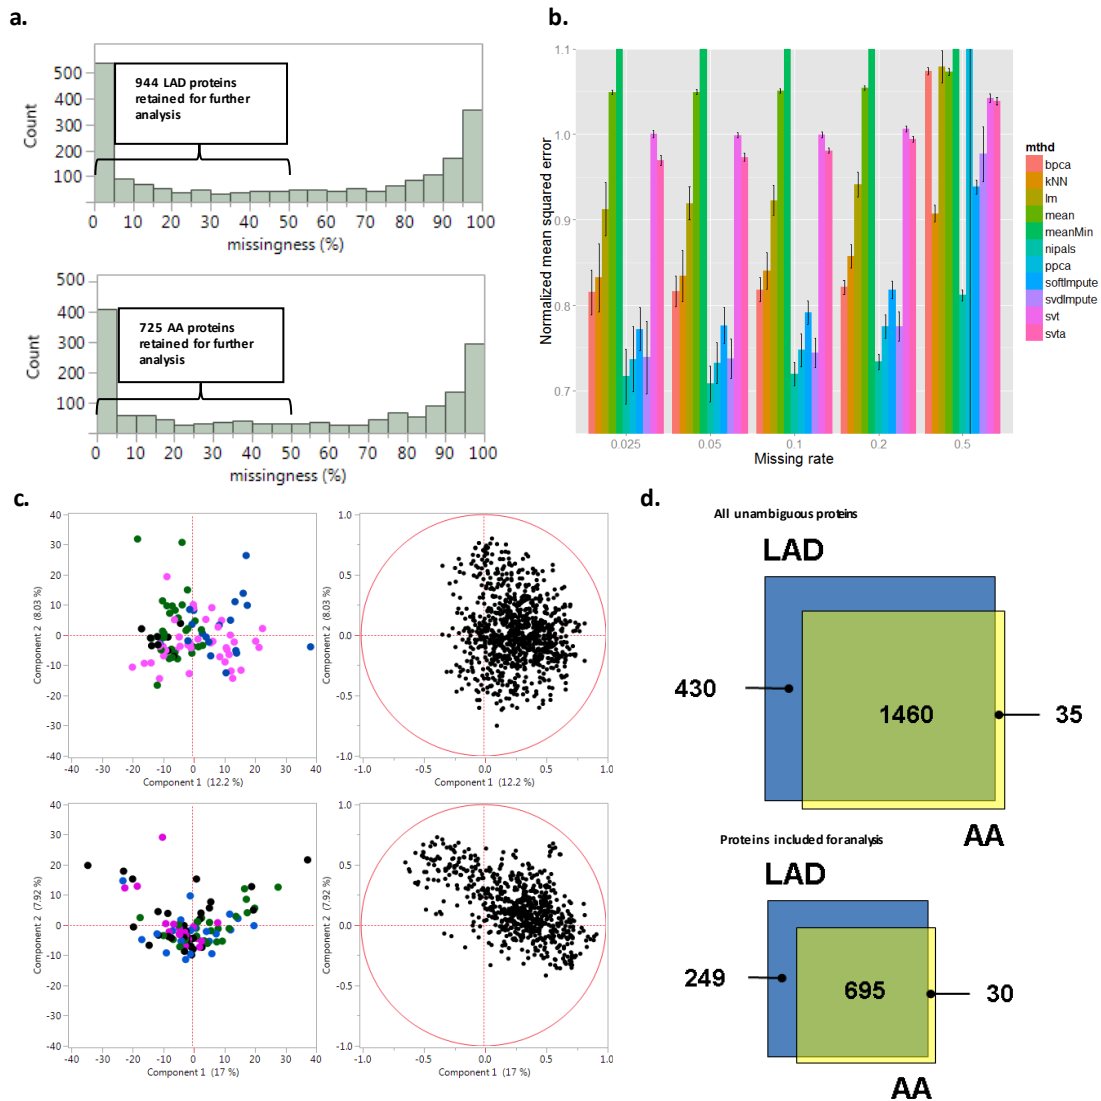 a.
500
400
300
200
100
Count
944 LAD proteins
retained for further
analysis
0 10 20 30 40 50 60 70 80 90 100
missingness (%)
500
400
300
200
100
Count
725 AA proteins
retained for further
analysis
0 10 20 30 40 50 60 70 80 90 100
missingness (%)
b.
1.1
1.0
0.9
0.8
0.7
Normalized mean squared error
0.025 0.05 0.1 0.2 0.5
Missing rate
mthd
bpca
kNN
lm
mean
meanMin
nipals
ppca
softImpute
svdImpute
svt
svta
c.
40
30
20
10
0
-10
-20
-30
-40
Component 2 (8.03 %)
-40 -30 -20 -10 0 10 20 30 40
Component 1 (12.2 %)
1.0
0.5
0.0
-0.5
-1.0
Component 2 (8.03 %)
-1.0 -0.5 0.0 0.5 1.0
Component 1 (12.2 %)
40
30
20
10
0
-10
-20
-30
-40
Component 2 (7.92 %)
-40 -30 -20 -10 0 10 20 30 40
Component 1 (17 %)
1.0
0.5
0.0
-0.5
-1.0
Component 2 (7.92 %)
-1.0 -0.5 0.0 0.5 1.0
Component 1 (17 %)
d.
All unambiguous proteins
LAD
430
1460
35
AA
Proteins included for analysis
LAD
249
695
30
AA